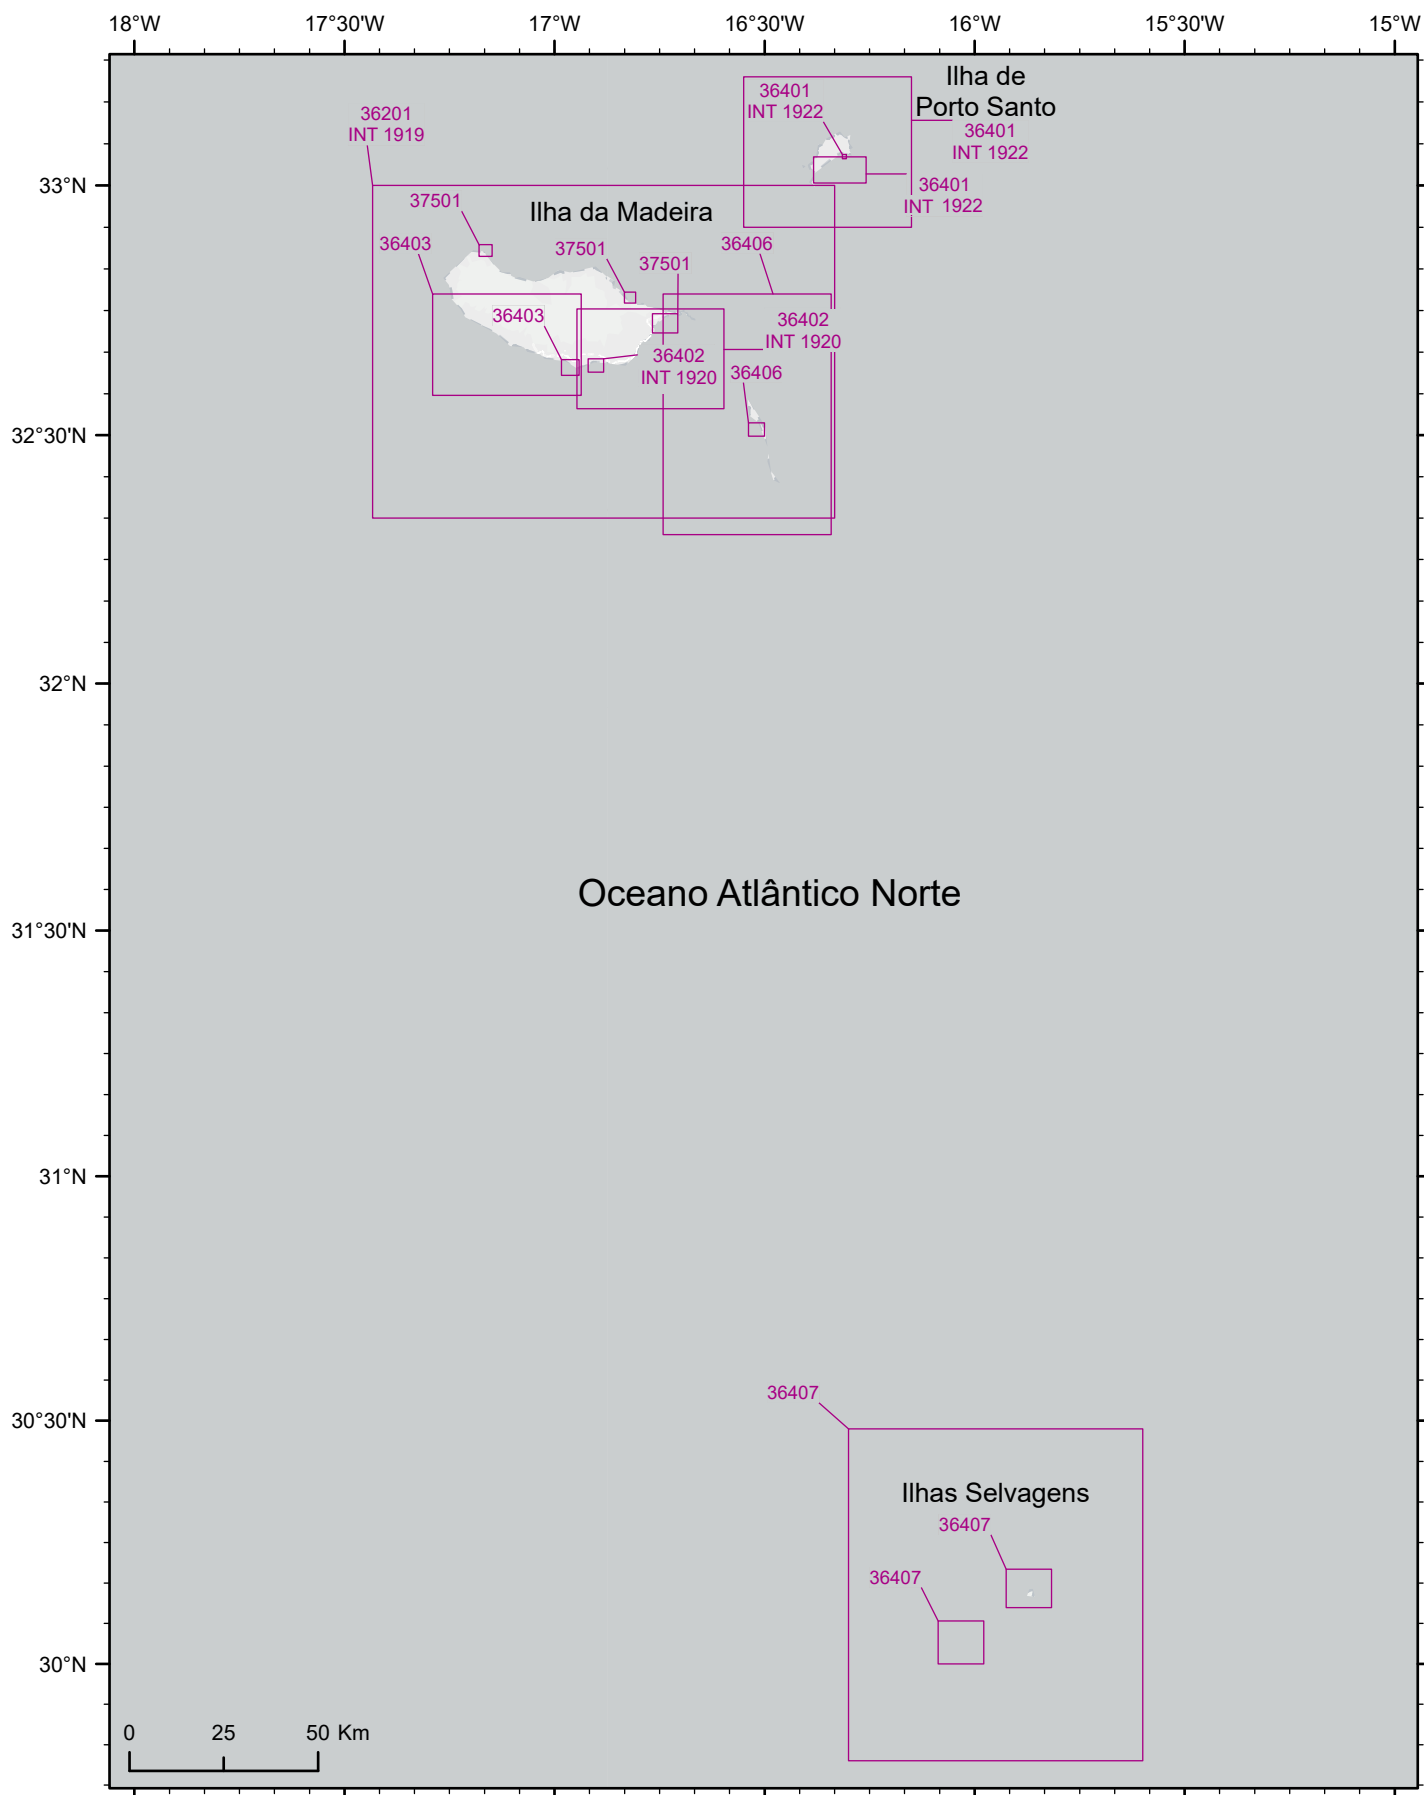 18°W 17°30'W 17°W 16°30'W 16°W 15°30'W 15°W
Ilha de
Porto Santo
36401
INT 1922
36201
INT 1919
36401
INT 1922
33°N
36401
INT 1922
37501
Ilha da Madeira
36403
37501
36406
37501
36403
36402
INT 1920
36402
INT 1920
36406
32°30'N
32°N
Oceano Atlântico Norte
31°30'N
31°N
36407
30°30'N
Ilhas Selvagens
36407
36407
30°N
0 25 50 Km